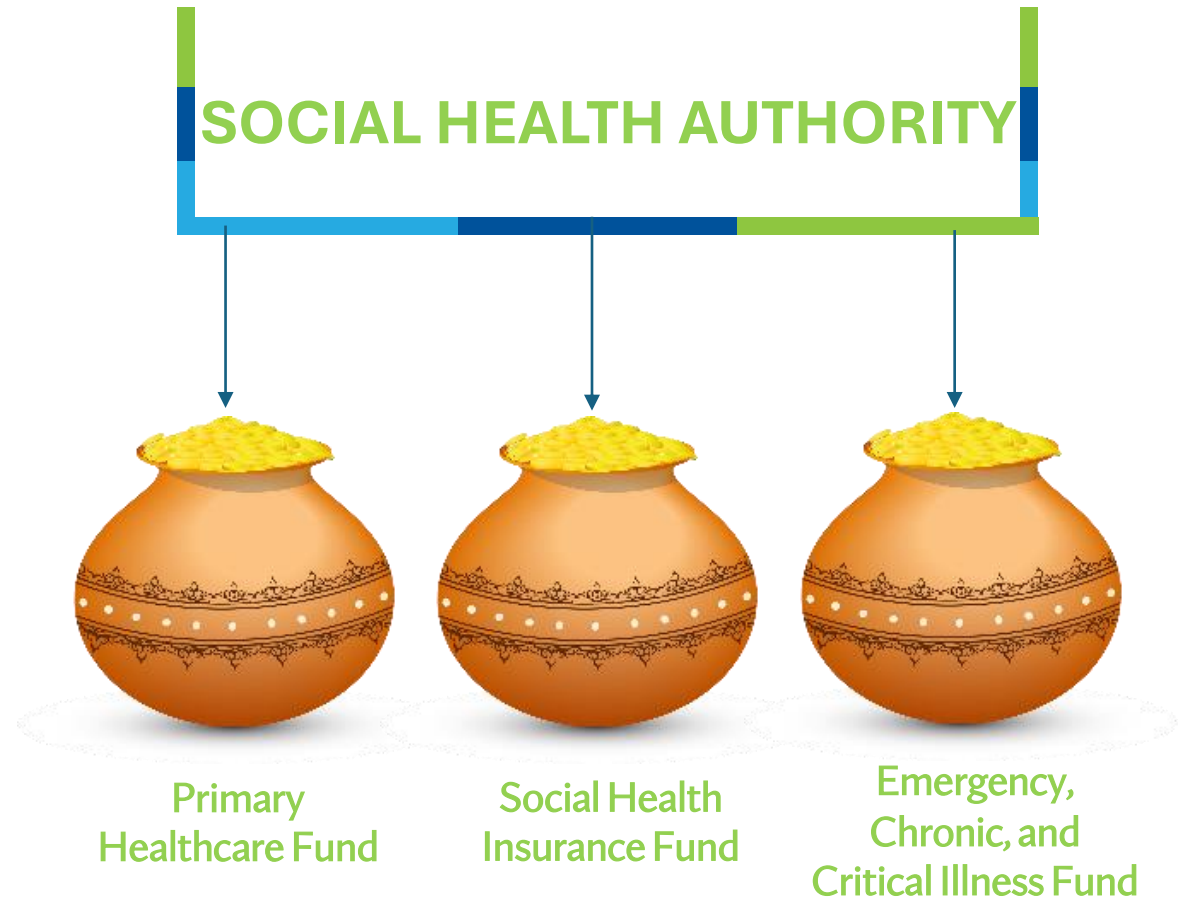 SOCIAL HEALTH AUTHORITY
Primary
Healthcare Fund
Social Health
Insurance Fund
Emergency,
Chronic, and
Critical Illness Fund